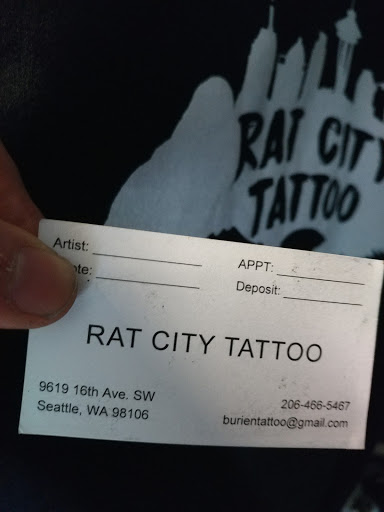 RAT CITY
TATTOO
Artist:
APPT:
Deposit:
RAT CITY TATTOO
9619 16th Ave. SW
Seattle, WA 98106
206-466-5467
burientattoo@gmail.com